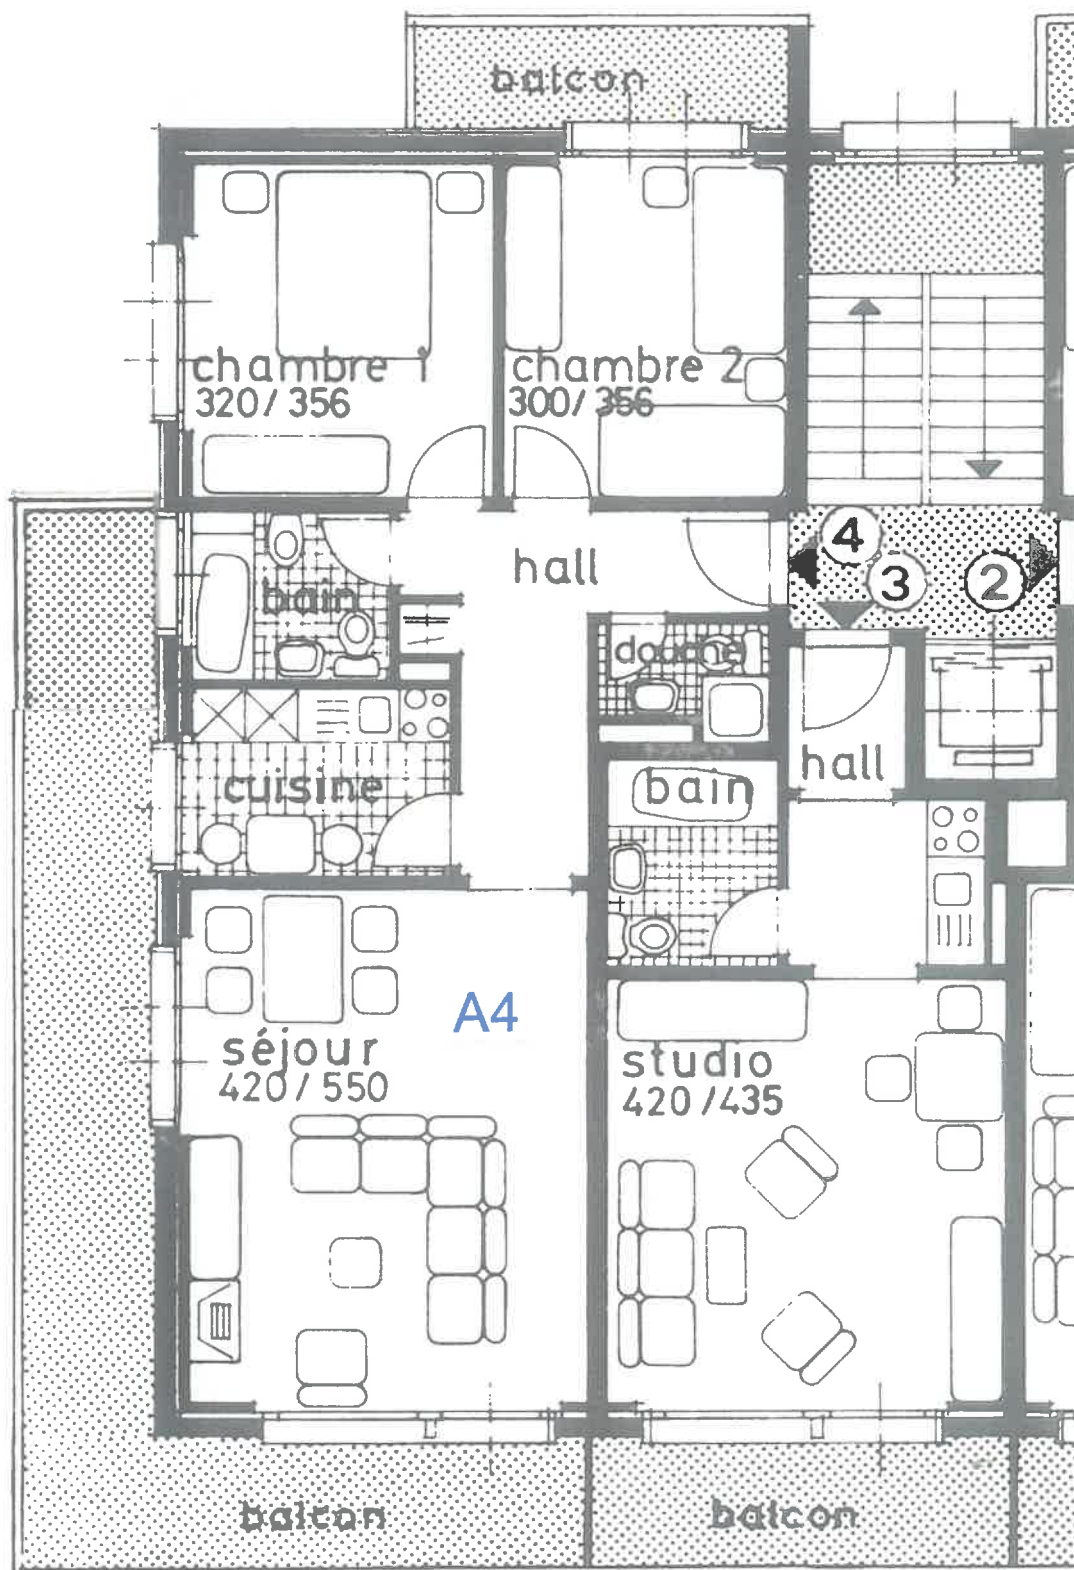 balcon
chambre 1
320/356
chambre 2
300/356
hall
4
3
2
bain
douche
cuisine
hall
bain
A4
séjour
420/550
studio
420/435
balcon
balcon